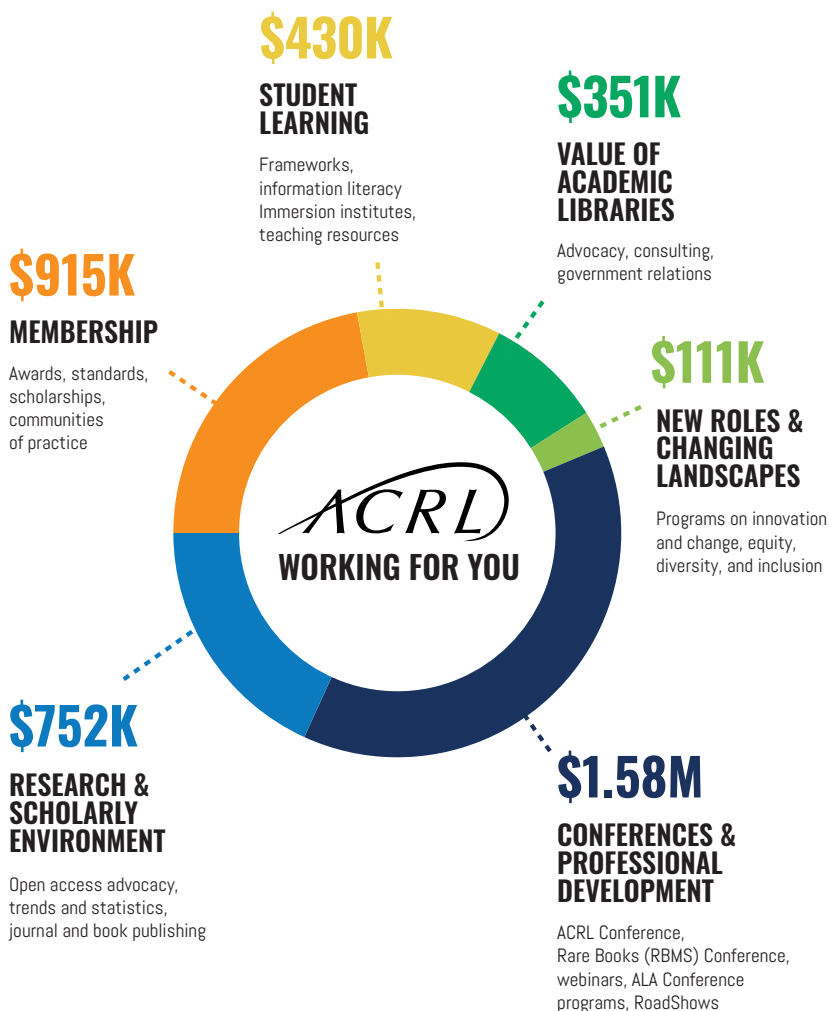 $430K
STUDENT
LEARNING
Frameworks,
information literacy
Immersion institutes,
teaching resources
$351K
VALUE OF
ACADEMIC
LIBRARIES
Advocacy, consulting,
government relations
$915K
MEMBERSHIP
Awards, standards,
scholarships,
communities
of practice
$111K
NEW ROLES &
CHANGING
LANDSCAPES
Programs on innovation
and change, equity,
diversity, and inclusion
ACRL
WORKING FOR YOU
$752K
RESEARCH &
SCHOLARLY
ENVIRONMENT
Open access advocacy,
trends and statistics,
journal and book publishing
$1.58M
CONFERENCES &
PROFESSIONAL
DEVELOPMENT
ACRL Conference,
Rare Books (RBMS) Conference,
webinars, ALA Conference
programs, RoadShows